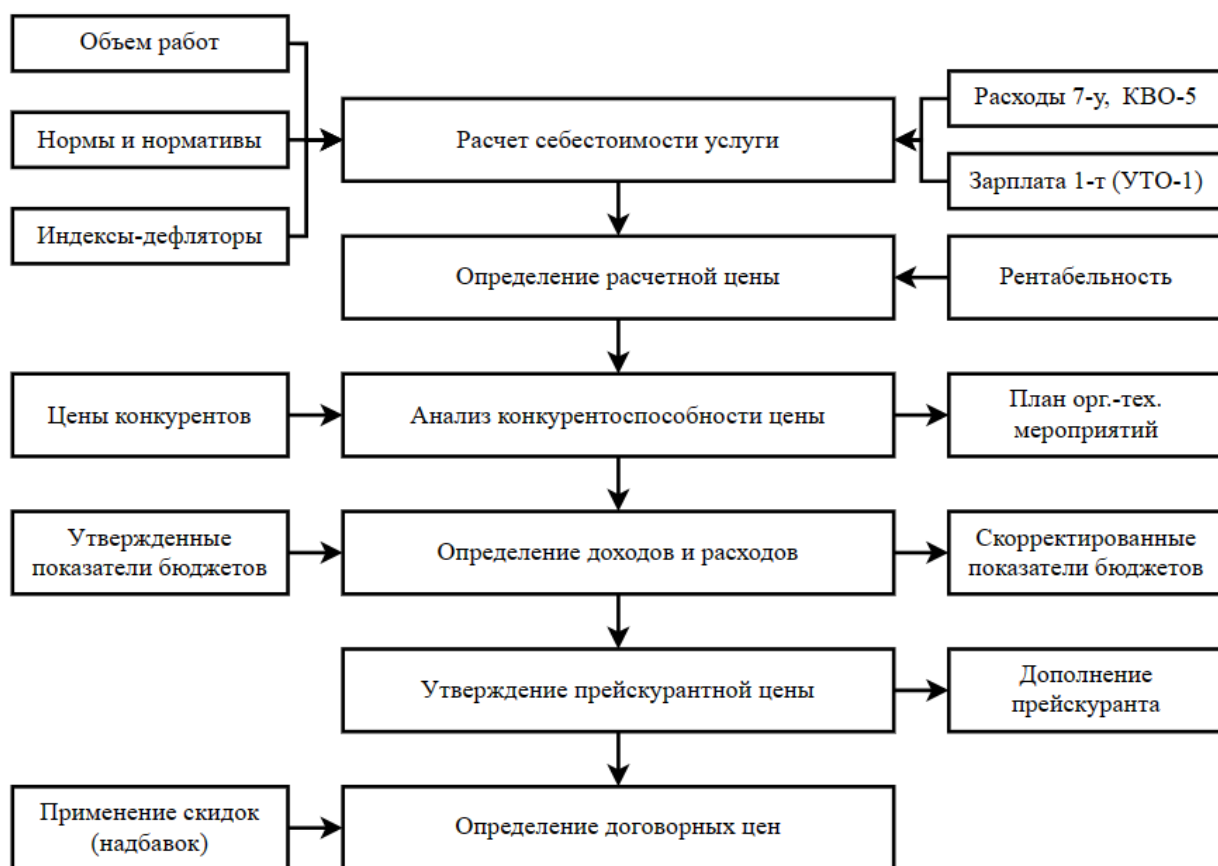 Объем работ
Нормы и нормативы
Индексы-дефляторы
Расчет себестоимости услуги
Расходы 7-у, КВО-5
Зарплата 1-т (УТО-1)
Определение расчетной цены
Рентабельность
Цены конкурентов
Анализ конкурентоспособности цены
План орг.-тех.
мероприятий
Утвержденные
показатели бюджетов
Определение доходов и расходов
Скорректированные
показатели бюджетов
Утверждение прейскурантной цены
Дополнение
прейскуранта
Применение скидок
(надбавок)
Определение договорных цен